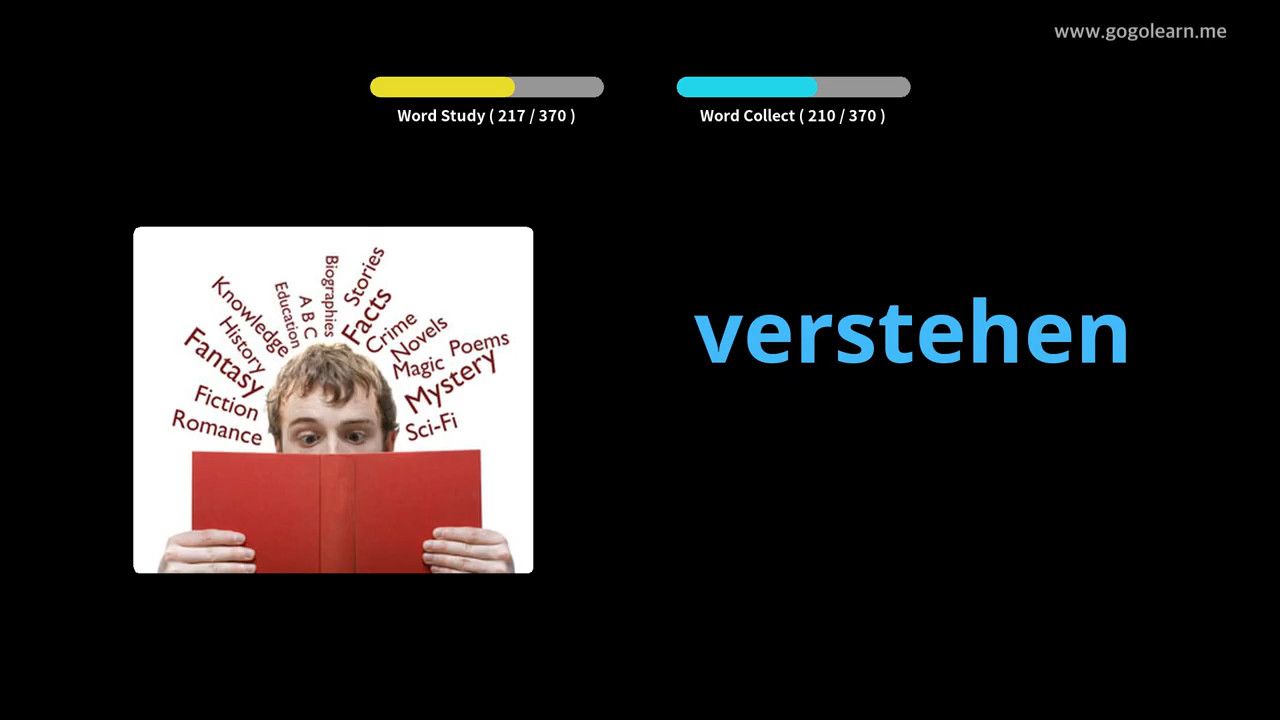 www.gogolearn.me
Word Study ( 217 / 370 )
Word Collect ( 210 / 370 )
verstehen
Romance
Fiction
Fantasy
History
Knowledge
Education
A B C
Biographies
Stories
Facts
Crime
Novels
Magic
Poems
Mystery
Sci-Fi